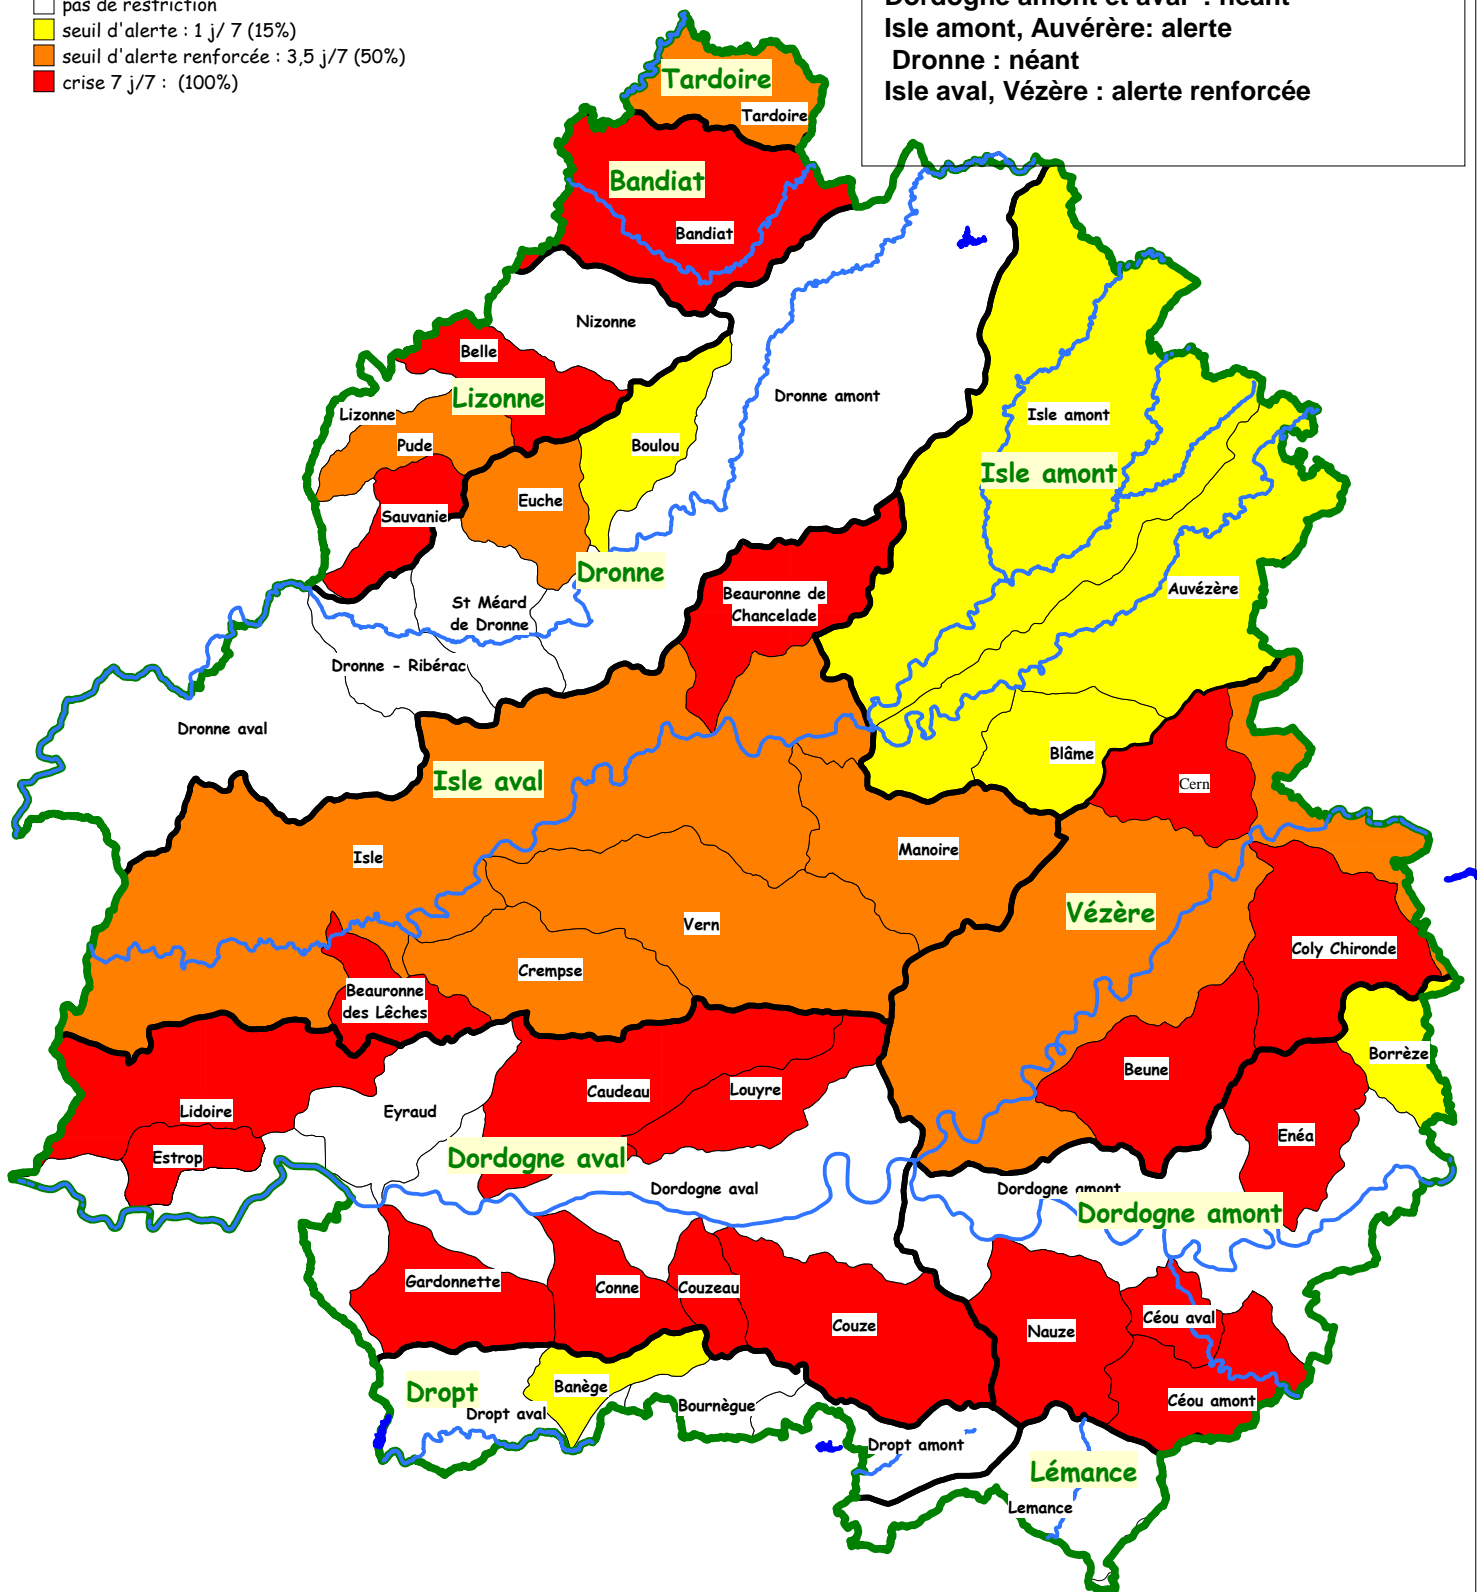 pas de restriction
seuil d'alerte : 1 j/ 7 (15%)
seuil d'alerte renforcée : 3,5 j/7 (50%)
crise 7 j/7 : (100%)
Dordogne amont et aval : néant
Isle amont, Auvérère: alerte
Dronne : néant
Isle aval, Vézère : alerte renforcée
Tardoire
Tardoire
Bandiat
Bandiat
Nizonne
Belle
Lizonne
Lizonne
Pude
Boulou
Dronne amont
Isle amont
Isle amont
Euche
Sauvanie
Dronne
Beauronne de
Chancelade
Auvézère
St Méard
de Dronne
Dronne - Ribérac
Dronne aval
Isle aval
Blâme
Cern
Isle
Manoire
Vézère
Vern
Crempse
Coly Chironde
Beauronne
des Lêches
Borrèze
Beune
Caudeau
Louyre
Lidoire
Eyraud
Enéa
Estrop
Dordogne aval
Dordogne aval
Dordogne amont
Dordogne amont
Gardonnette
Conne
Couzeau
Couze
Nauze
Céou aval
Céou amont
Dropt
Banège
Dropt aval
Bournègue
Dropt amont
Lémance
Lemance